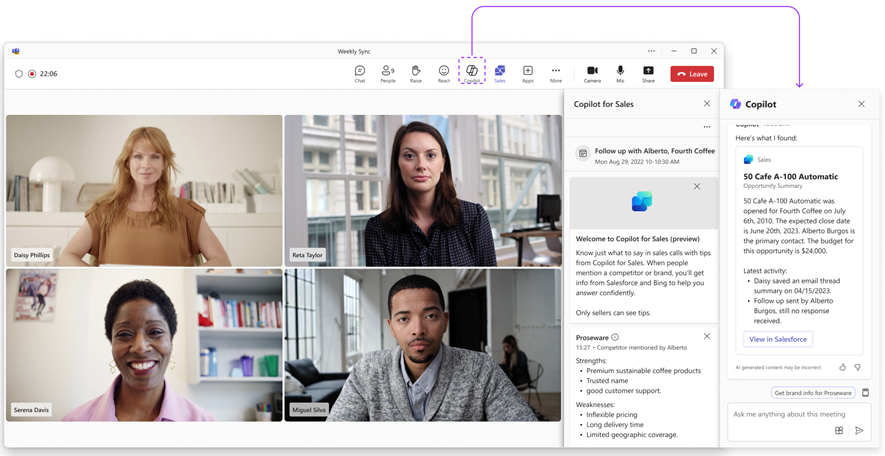 Weekly Sync
22:06
Chat
9
People
Raise
React
Copilot
Sales
Apps
More
Camera
Mic
Share
Leave
Daisy Phillips
Reta Taylor
Serena Davis
Miguel Silva
Copilot for Sales
Follow up with Alberto, Fourth Coffee
Mon Aug 29, 2022 10-10:30 AM
Welcome to Copilot for Sales (preview)
Know just what to say in sales calls with tips
from Copilot for Sales. When people
mention a competitor or brand, you'll get
info from Salesforce and Bing to help you
answer confidently.
Only sellers can see tips.
Proseware
15:27 • Competitor mentioned by Alberto
Strengths:
• Premium sustainable coffee products
• Trusted name
• good customer support.
Weaknesses:
• Inflexible pricing
• Long delivery time
• Limited geographic coverage.
Copilot
Copilot
Here's what I found:
Sales
50 Cafe A-100 Automatic
Opportunity Summary
50 Cafe A-100 Automatic was
opened for Fourth Coffee on July
6th, 2010. The expected close date
is June 20th, 2023. Alberto Burgos is
the primary contact. The budget for
this opportunity is $24,000.
Latest activity:
• Daisy saved an email thread
summary on 04/15/2023.
• Follow up sent by Alberto
Burgos, still no response
received.
View in Salesforce
AI generated content may be incorrect
Get brand info for Proseware
Ask me anything about this meeting